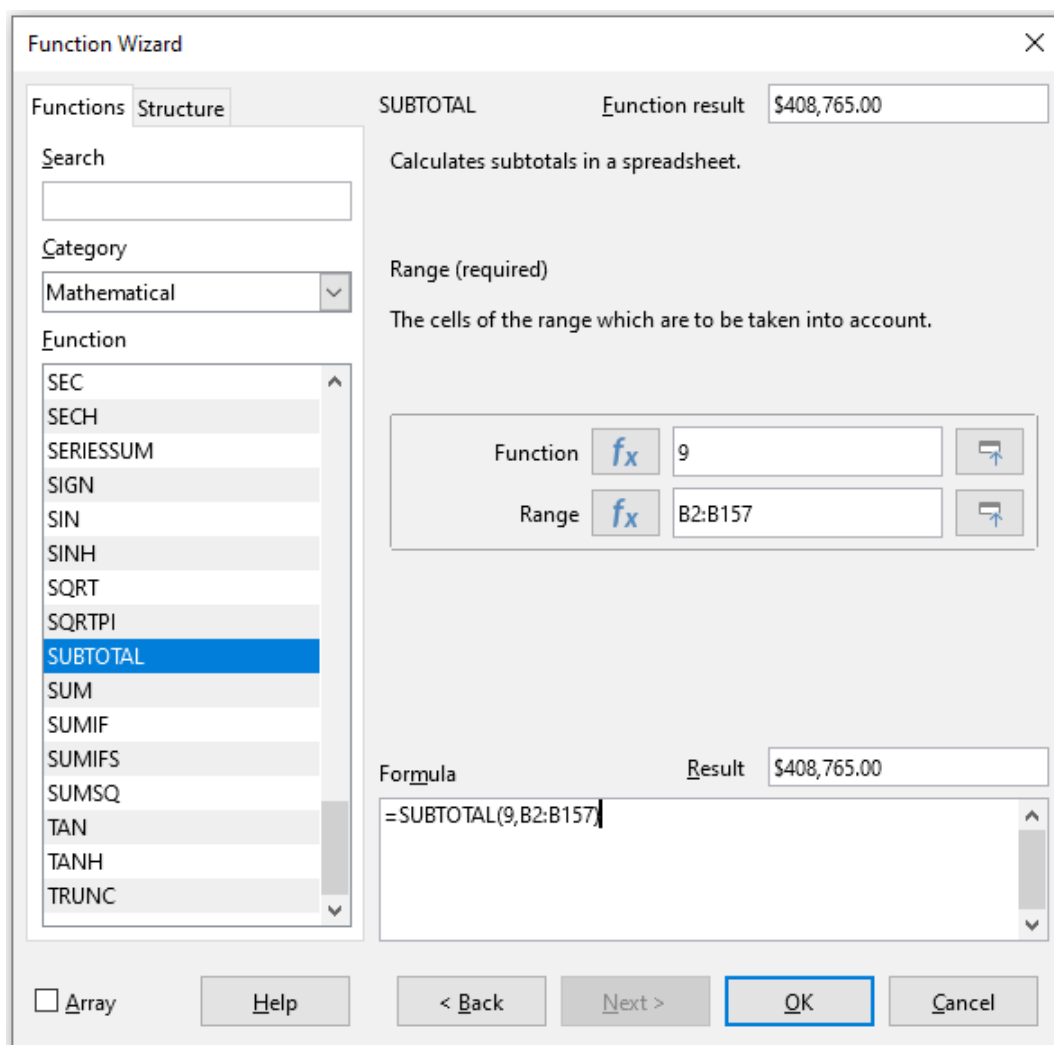 Function Wizard
Functions Structure
Search
Category
Mathematical
Function
SEC
SECH
SERIESSUM
SIGN
SIN
SINH
SQRT
SQRTPI
SUBTOTAL
SUM
SUMIF
SUMIFS
SUMSQ
TAN
TANH
TRUNC
SUBTOTAL Function result $408,765.00
Calculates subtotals in a spreadsheet.
Range (required)
The cells of the range which are to be taken into account.
Function fx 9
Range fx B2:B157
Formula Result $408,765.00
=SUBTOTAL(9,B2:B157)
Array Help < Back Next > OK Cancel